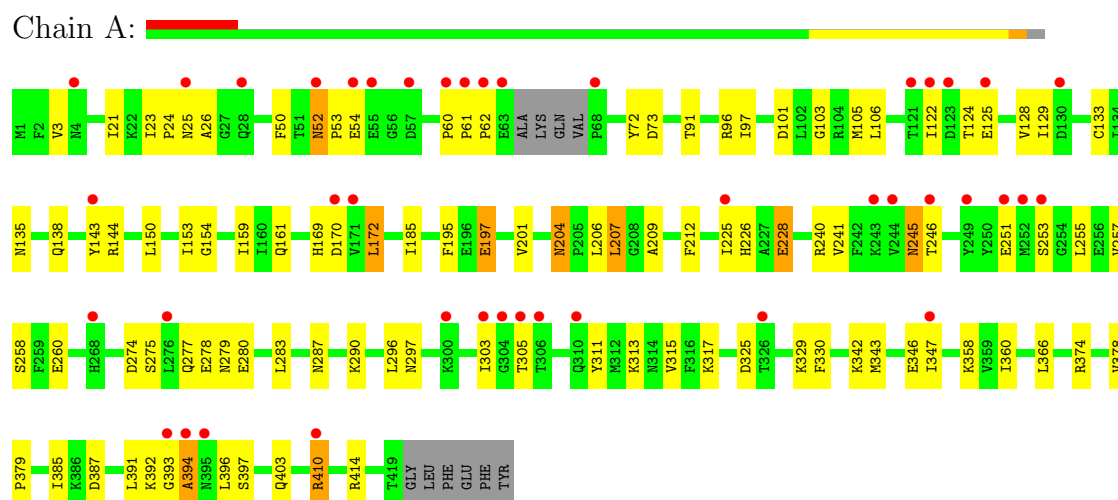 Chain A:
M1 F2 V3 N4 I21 K22 I23 P24 N25 A26 G27 Q28 F50 T51 N52 P53 E54 E55 G56 D57 P60 P61 P62 E63 ALA LYS GLN VAL P68 Y72 D73 T91 R96 I97 D101 L102 G103 R104 M105 L106 T121 I122 D123 T124 E125 V128 I129 D130 C133 I134
N135 Q138 Y143 R144 L150 I153 G154 I159 I160 Q161 H169 D170 V171 L172 I185 F195 E196 E197 V201 N204 P205 L206 L207 G208 A209 F212 I225 H226 A227 E228 R240 V241 F242 K243 V244 N245 T246 Y249 Y250 E251 M252 S253 G254 L255 E256 V257
S258 F259 E260 H268 D274 S275 L276 Q277 E278 N279 E280 L283 N287 K290 L296 N297 K300 I303 G304 T305 T306 Q310 Y311 M312 K313 N314 V315 F316 K317 D325 T326 K329 F330 K342 M343 E346 I347 K358 V359 I360 L366 R374 V378
P379 I385 K386 D387 L391 K392 G393 A394 N395 L396 S397 Q403 R410 R414 T419 GLY LEU PHE GLU PHE TYR